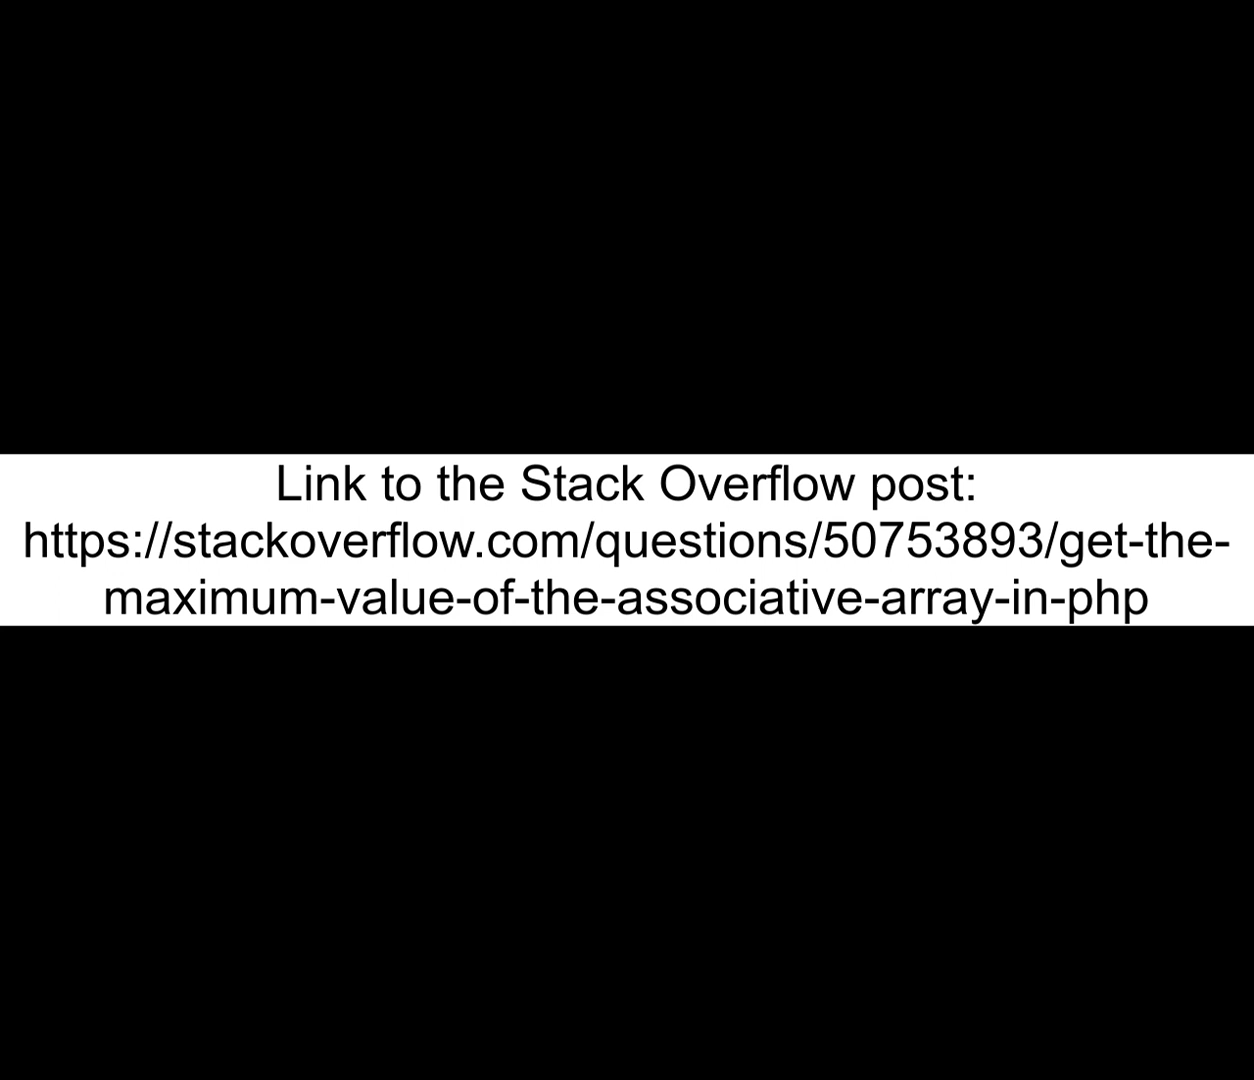 Link to the Stack Overflow post:
https://stackoverflow.com/questions/50753893/get-the-
maximum-value-of-the-associative-array-in-php